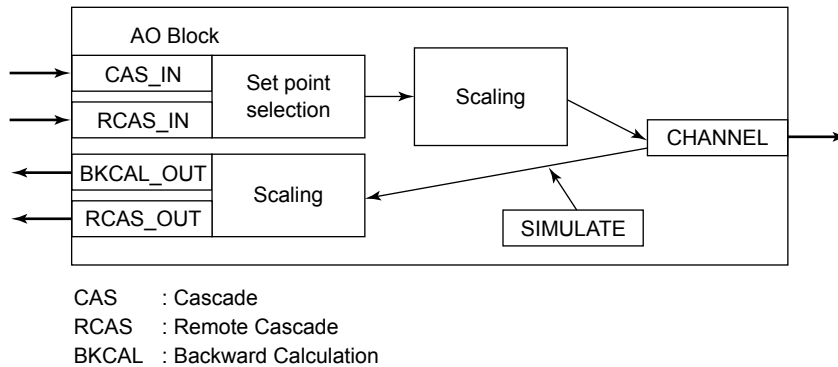 AO Block
CAS_IN
RCAS_IN
Set point
selection
Scaling
CHANNEL
BKCAL_OUT
RCAS_OUT
Scaling
SIMULATE
CAS : Cascade
RCAS : Remote Cascade
BKCAL : Backward Calculation